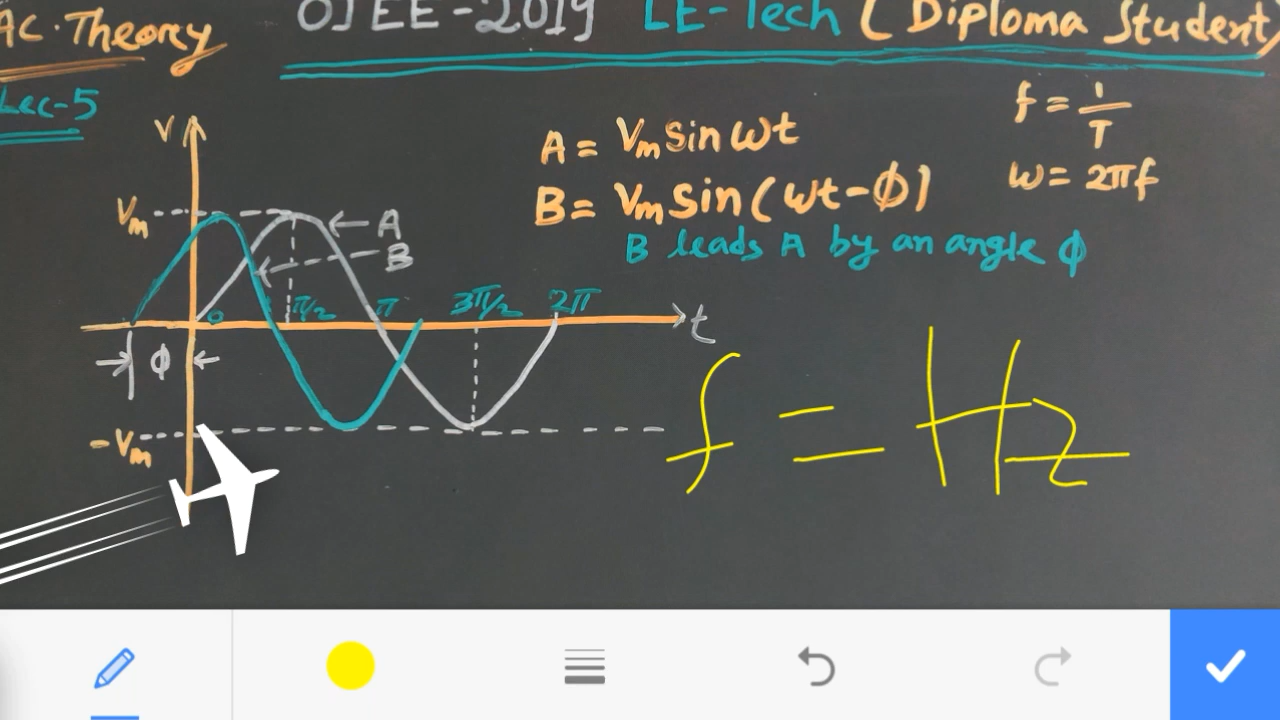 AC. Theory
OJEE-2019 LE-Tech (Diploma Student)
Lec-5
V
Vm
A
B
0 π/2 π 3π/2 2π
t
ϕ
-Vm
A = Vm sin ωt
B = Vm sin(ωt-ϕ)
B leads A by an angle ϕ
f = 1/T
ω = 2πf
f = Hz